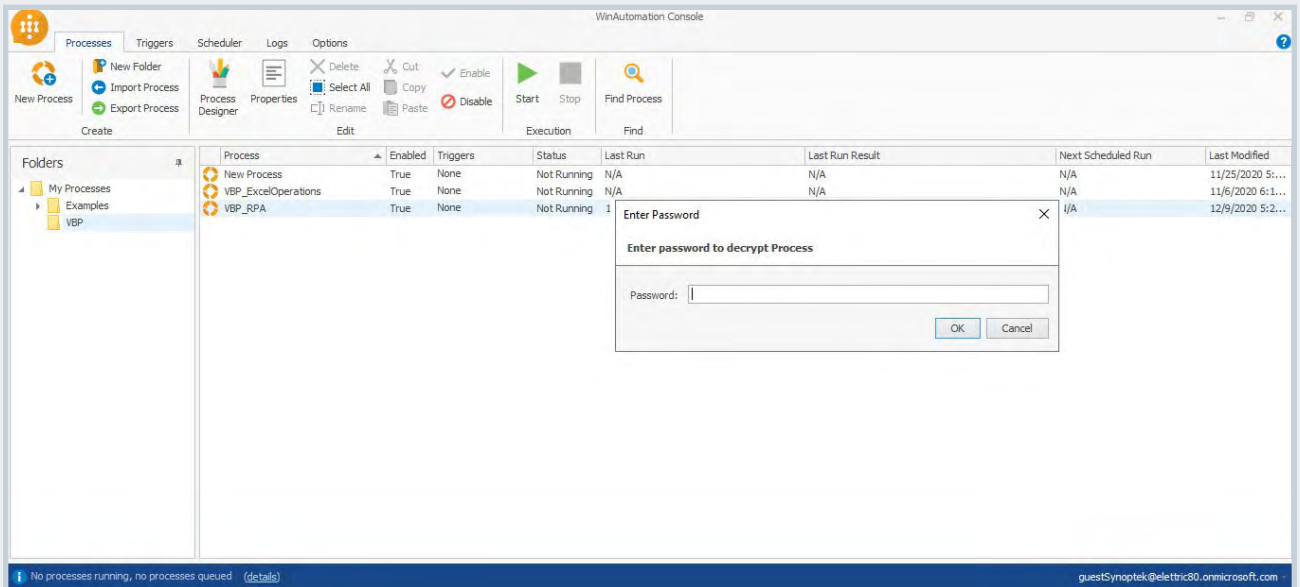 WinAutomation Console
Processes Triggers Scheduler Logs Options
New Process
New Folder
Import Process
Export Process
Create
Process Designer
Properties
Delete
Select All
Rename
Cut
Copy
Paste
Enable
Disable
Edit
Start
Stop
Execution
Find Process
Find
Folders
My Processes
Examples
VBP
Process Enabled Triggers Status Last Run Last Run Result Next Scheduled Run Last Modified
New Process True None Not Running N/A N/A N/A 11/25/2020 5:...
VBP_ExcelOperations True None Not Running N/A N/A N/A 11/6/2020 6:1...
VBP_RPA True None Not Running 1 I/A 12/9/2020 5:2...
Enter Password
Enter password to decrypt Process
Password:
OK Cancel
No processes running, no processes queued (details)
guestSynoptek@elettric80.onmicrosoft.com